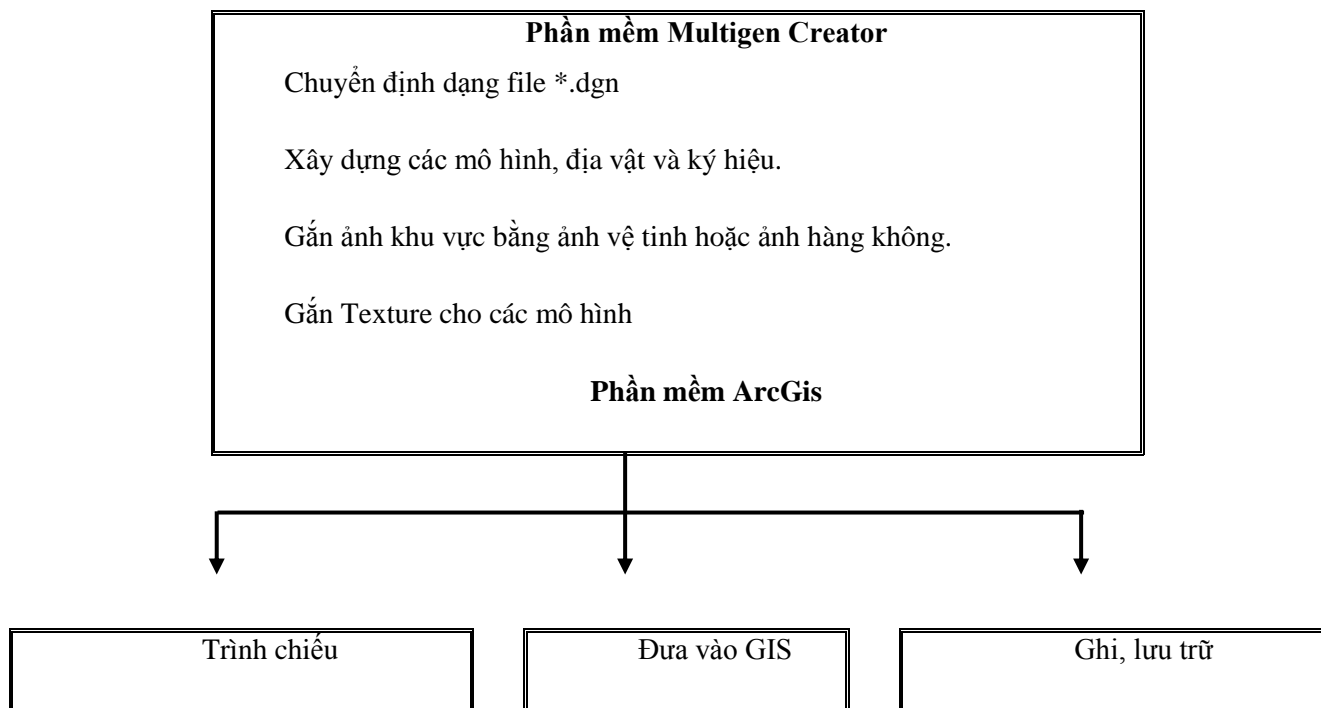 Phần mềm Multigen Creator
Chuyển định dạng file *.dgn
Xây dựng các mô hình, địa vật và ký hiệu.
Gắn ảnh khu vực bằng ảnh vệ tinh hoặc ảnh hàng không.
Gắn Texture cho các mô hình
Phần mềm ArcGis
Trình chiếu
Đưa vào GIS
Ghi, lưu trữ